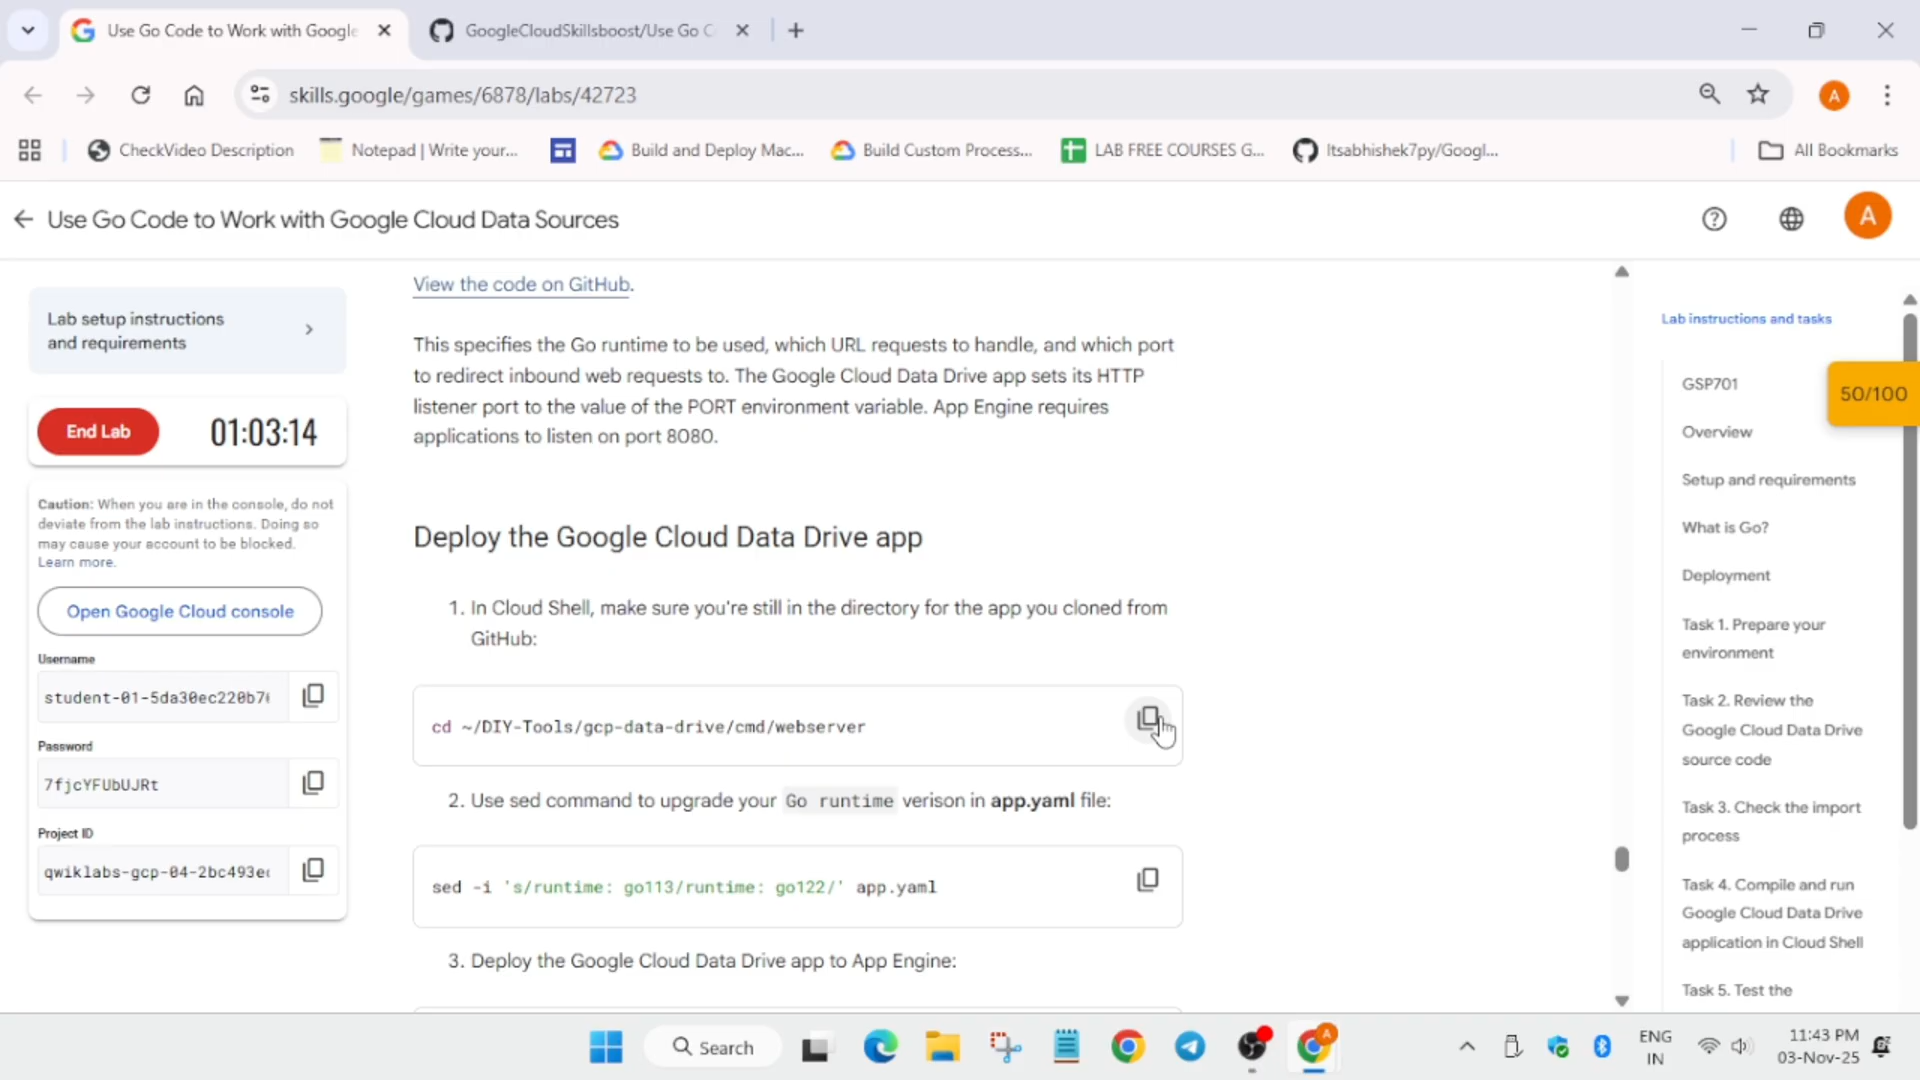 Use Go Code to Work with Google
GoogleCloudSkillsboost/Use Go C
skills.google/games/6878/labs/42723
A
CheckVideo Description
Notepad | Write your...
Build and Deploy Mac...
Build Custom Process...
LAB FREE COURSES G...
Itsabhishek7py/Googl...
All Bookmarks
Use Go Code to Work with Google Cloud Data Sources
A
Lab setup instructions
and requirements
End Lab
01:03:14
Caution: When you are in the console, do not
deviate from the lab instructions. Doing so
may cause your account to be blocked.
Learn more.
Open Google Cloud console
Username
student-01-5da30ec220b7
Password
7fjcYFUbUJRt
Project ID
qwiklabs-gcp-04-2bc493e
View the code on GitHub.
This specifies the Go runtime to be used, which URL requests to handle, and which port
to redirect inbound web requests to. The Google Cloud Data Drive app sets its HTTP
listener port to the value of the PORT environment variable. App Engine requires
applications to listen on port 8080.
Deploy the Google Cloud Data Drive app
1. In Cloud Shell, make sure you're still in the directory for the app you cloned from
GitHub:
cd ~/DIY-Tools/gcp-data-drive/cmd/webserver
2. Use sed command to upgrade your Go runtime verison in app.yaml file:
sed -i 's/runtime: go113/runtime: go122/' app.yaml
3. Deploy the Google Cloud Data Drive app to App Engine:
Lab instructions and tasks
GSP701
50/100
Overview
Setup and requirements
What is Go?
Deployment
Task 1. Prepare your
environment
Task 2. Review the
Google Cloud Data Drive
source code
Task 3. Check the import
process
Task 4. Compile and run
Google Cloud Data Drive
application in Cloud Shell
Task 5. Test the
Search
A
ENG
IN
11:43 PM
03-Nov-25